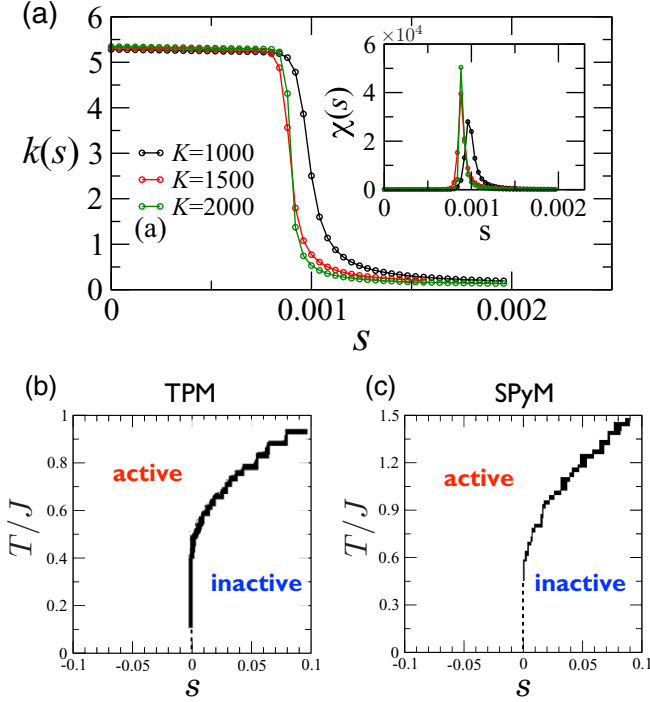 (a)
6
5
4
3
2
1
0
k(s)
K=1000
K=1500
K=2000
(a)
0
0.001
0.002
s
×10⁴
6
4
2
0
χ(s)
0
0.001
0.002
s
(b)
TPM
1
0.8
0.6
0.4
0.2
0
T/J
active
inactive
-0.1
-0.05
0
0.05
0.1
s
(c)
SPyM
1.5
1.2
0.9
0.6
0.3
0
T/J
active
inactive
-0.1
-0.05
0
0.05
0.1
s